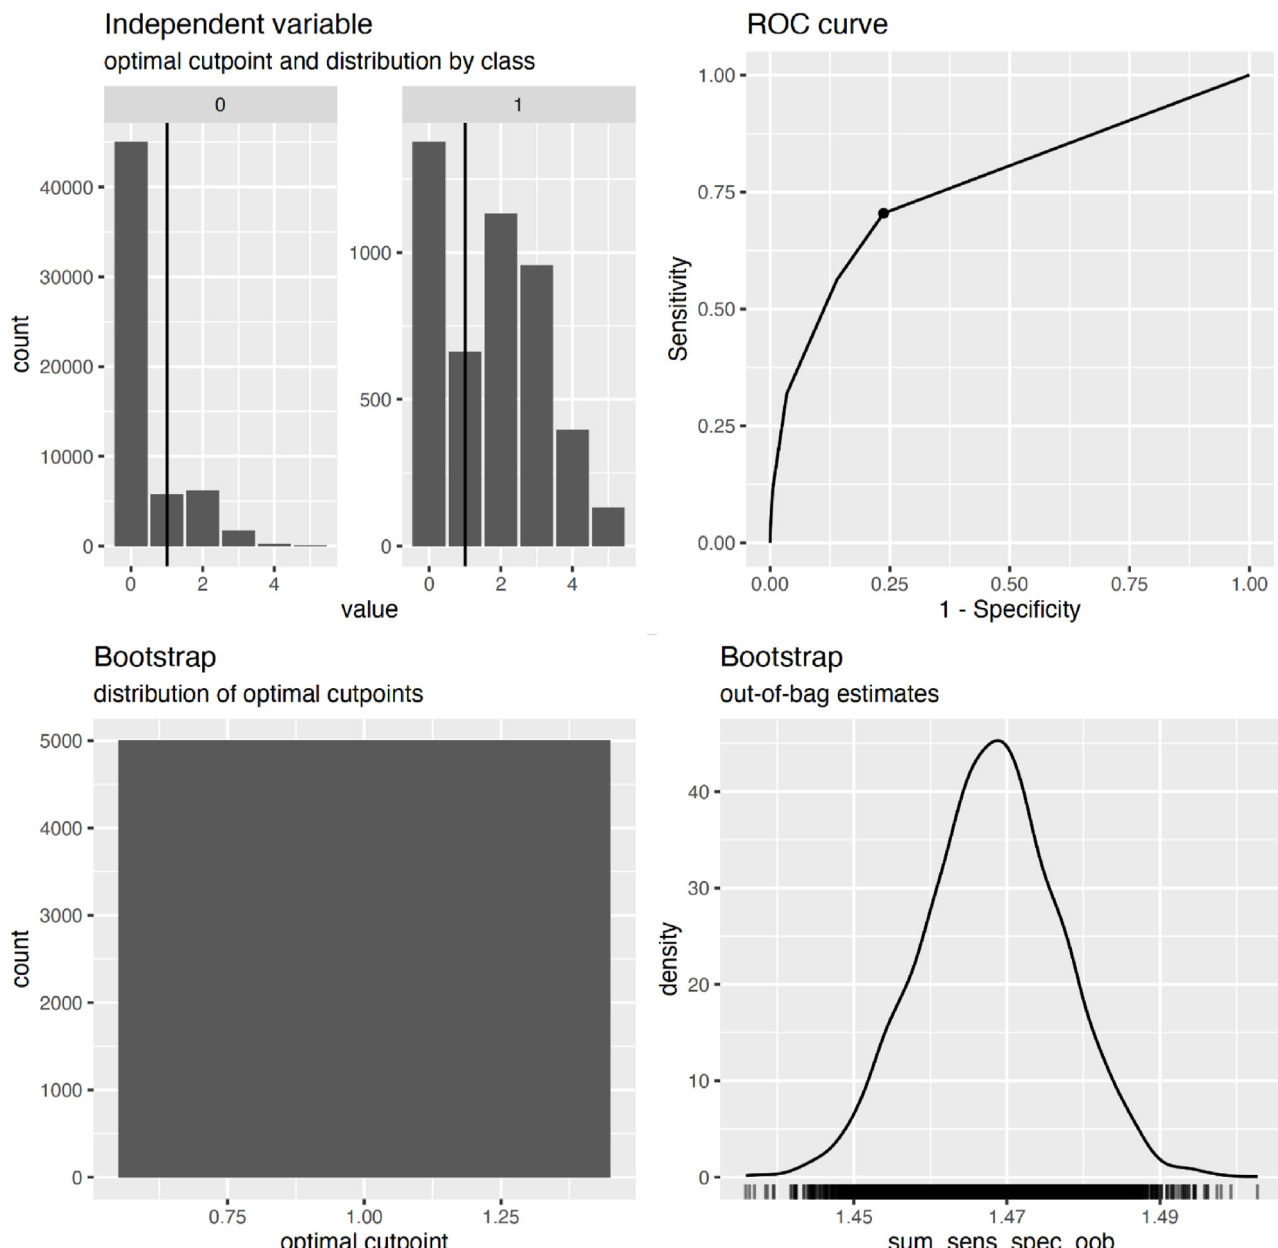 Independent variable
optimal cutpoint and distribution by class
0
1
count
40000
30000
20000
10000
0
1000
500
0
0
2
4
0
2
4
value
ROC curve
Sensitivity
1.00
0.75
0.50
0.25
0.00
0.00
0.25
0.50
0.75
1.00
1 - Specificity
Bootstrap
distribution of optimal cutpoints
count
5000
4000
3000
2000
1000
0
0.75
1.00
1.25
optimal cutpoint
Bootstrap
out-of-bag estimates
density
40
30
20
10
0
1.45
1.47
1.49
sum_sens_spec_oob